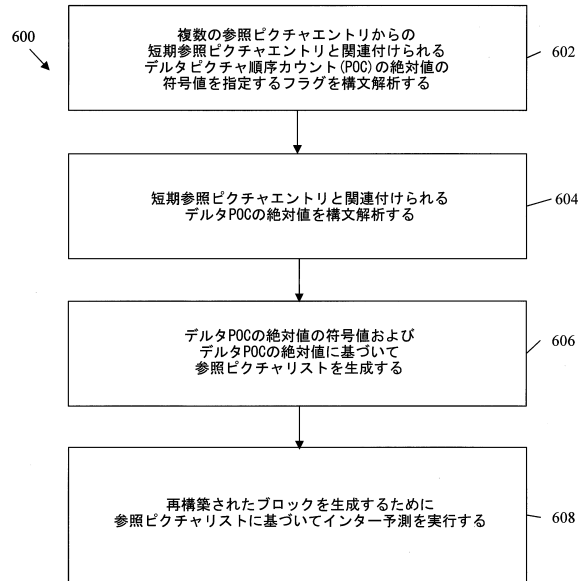 600
複数の参照ピクチャエントリからの
短期参照ピクチャエントリと関連付けられる
デルタピクチャ順序カウント(POC)の絶対値の
符号値を指定するフラグを構文解析する
602
短期参照ピクチャエントリと関連付けられる
デルタPOCの絶対値を構文解析する
604
デルタPOCの絶対値の符号値および
デルタPOCの絶対値に基づいて
参照ピクチャリストを生成する
606
再構築されたブロックを生成するために
参照ピクチャリストに基づいてインター予測を実行する
608